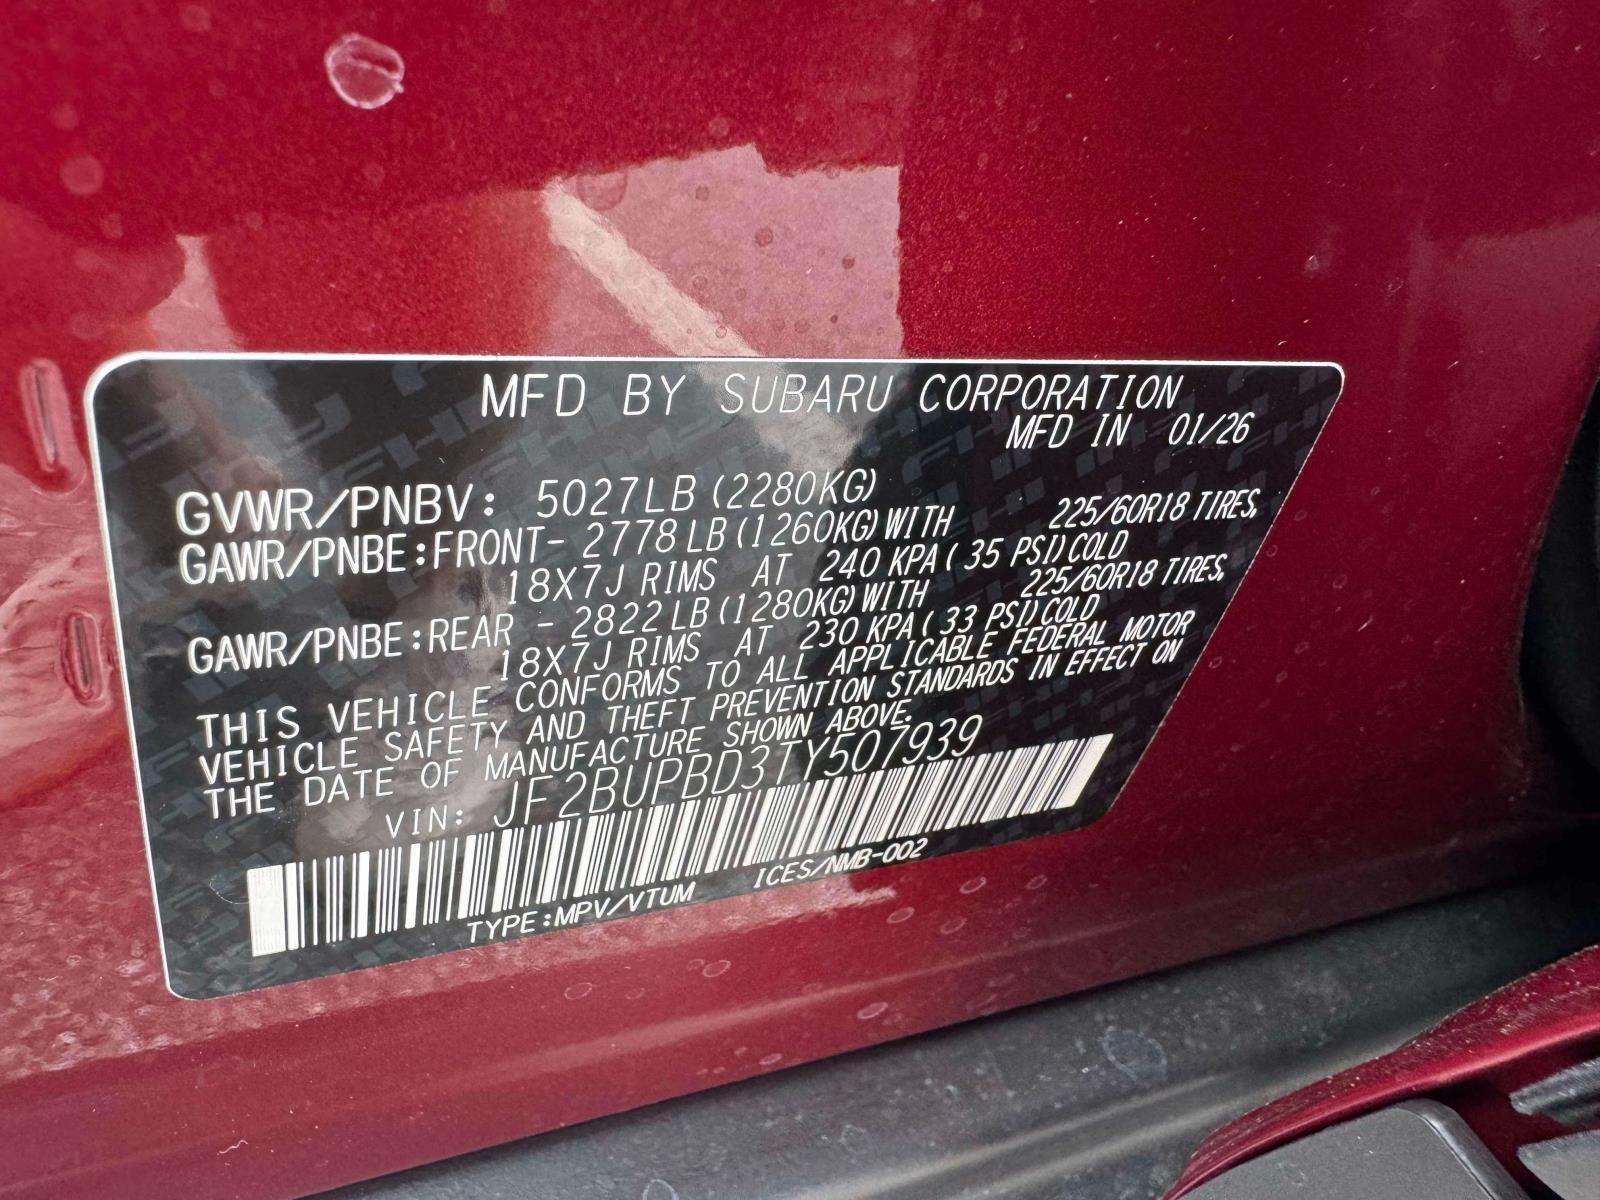 MFD BY SUBARU CORPORATION
MFD IN 01/26
GVWR/PNBV: 5027LB (2280KG)
GAWR/PNBE:FRONT- 2778LB (1260KG) WITH 225/60R18 TIRES,
18X7J RIMS AT 240 KPA ( 35 PSI) COLD
GAWR/PNBE:REAR - 2822LB (1280KG) WITH 225/60R18 TIRES,
18X7J RIMS AT 230 KPA ( 33 PSI) COLD
THIS VEHICLE CONFORMS TO ALL APPLICABLE FEDERAL MOTOR
VEHICLE SAFETY AND THEFT PREVENTION STANDARDS IN EFFECT ON
THE DATE OF MANUFACTURE SHOWN ABOVE.
VIN: JF2BUPBD3TY507939
TYPE:MPV/VTUM ICES/NMB-002